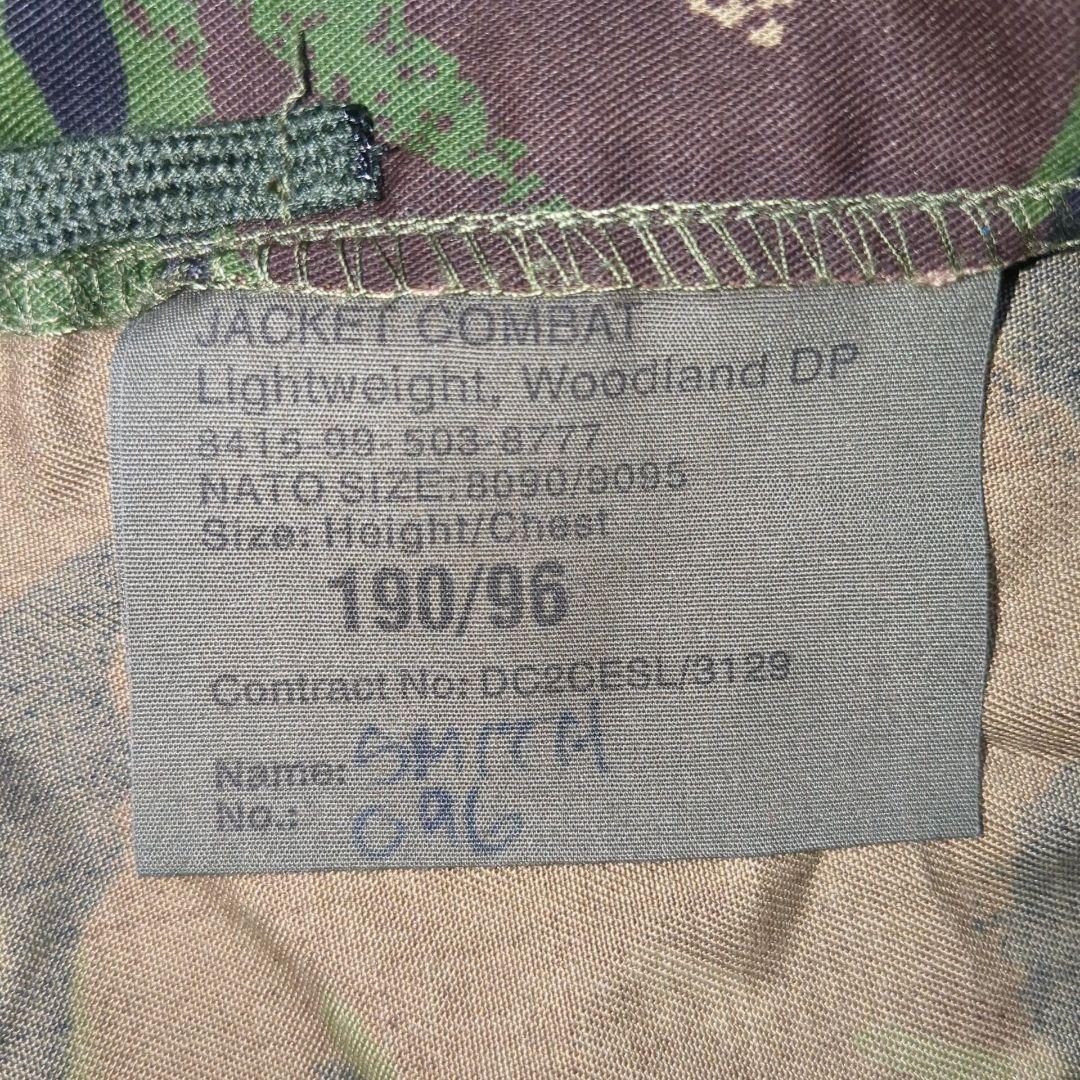 JACKET COMBAT
Lightweight, Woodland DP
8415-99-503-8777
NATO SIZE: 8090/9095
Size: Height/Chest
190/96
Contract No: DC2CESL/3129
Name: SMITH
No.: 096